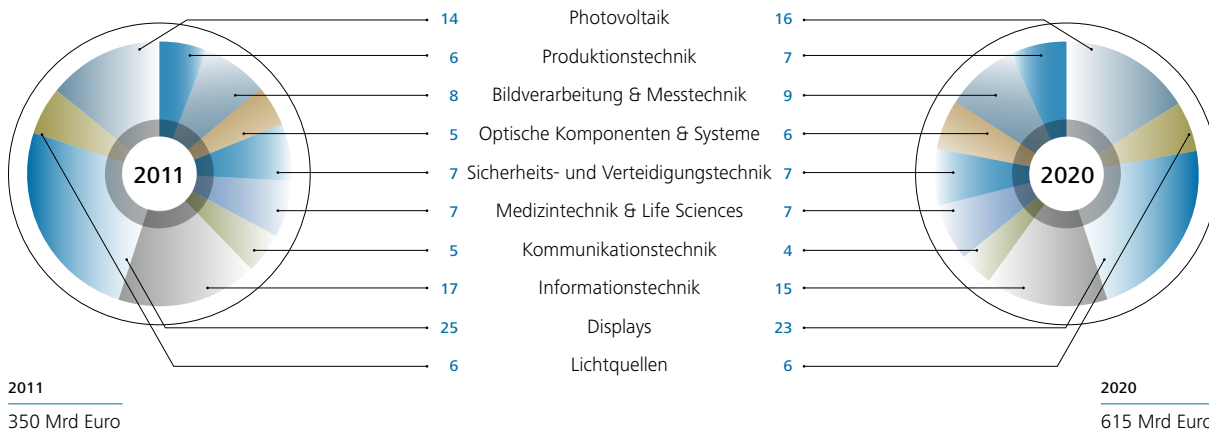 14 Photovoltaik 16
6 Produktionstechnik 7
8 Bildverarbeitung & Messtechnik 9
5 Optische Komponenten & Systeme 6
2011 7 Sicherheits- und Verteidigungstechnik 7 2020
7 Medizintechnik & Life Sciences 7
5 Kommunikationstechnik 4
17 Informationstechnik 15
25 Displays 23
6 Lichtquellen 6
2011
350 Mrd Euro
2020
615 Mrd Euro